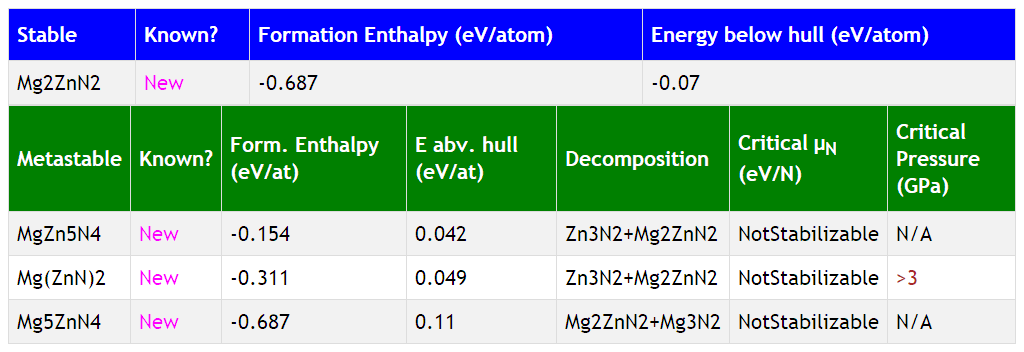 Stable Known? Formation Enthalpy (eV/atom) Energy below hull (eV/atom)
Mg2ZnN2 New -0.687 -0.07
Metastable Known? Form. Enthalpy (eV/at) E abv. hull (eV/at) Decomposition Critical μN (eV/N) Critical Pressure (GPa)
MgZn5N4 New -0.154 0.042 Zn3N2+Mg2ZnN2 NotStabilizable N/A
Mg(ZnN)2 New -0.311 0.049 Zn3N2+Mg2ZnN2 NotStabilizable >3
Mg5ZnN4 New -0.687 0.11 Mg2ZnN2+Mg3N2 NotStabilizable N/A